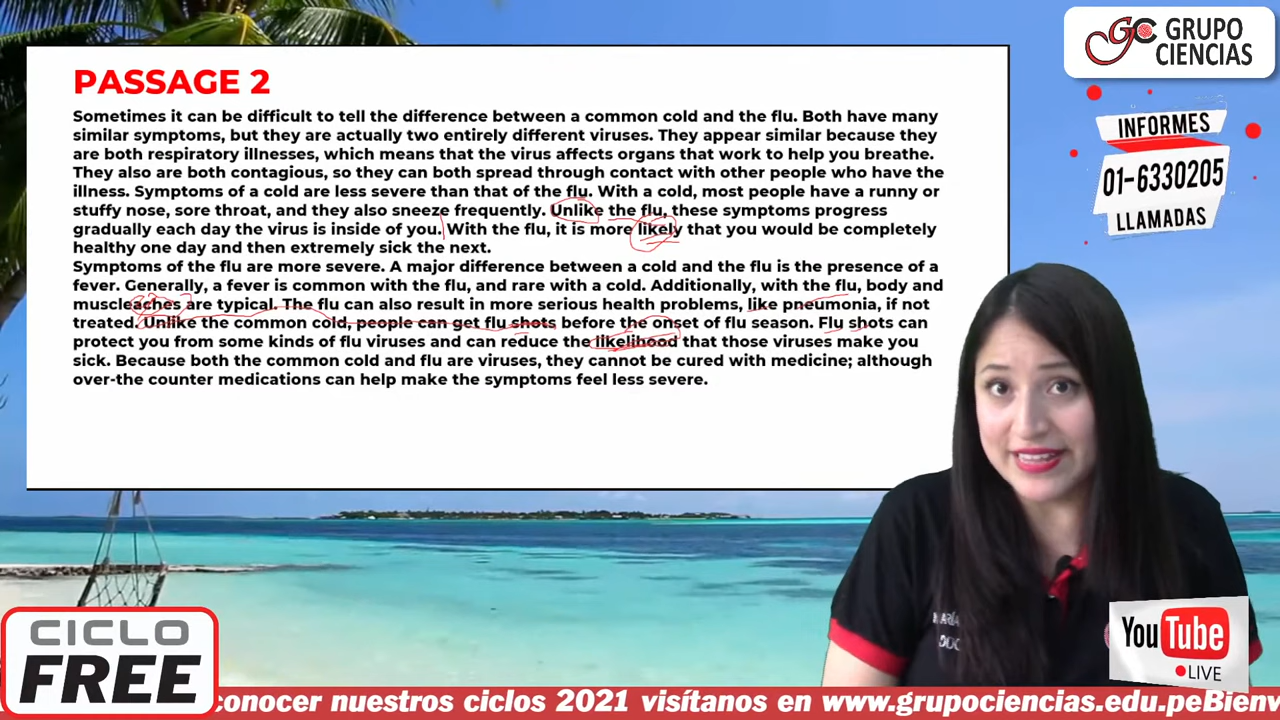 GRUPO
CIENCIAS
INFORMES
01-6330205
LLAMADAS
PASSAGE 2
Sometimes it can be difficult to tell the difference between a common cold and the flu. Both have many
similar symptoms, but they are actually two entirely different viruses. They appear similar because they
are both respiratory illnesses, which means that the virus affects organs that work to help you breathe.
They also are both contagious, so they can both spread through contact with other people who have the
illness. Symptoms of a cold are less severe than that of the flu. With a cold, most people have a runny or
stuffy nose, sore throat, and they also sneeze frequently. Unlike the flu, these symptoms progress
gradually each day the virus is inside of you. With the flu, it is more likely that you would be completely
healthy one day and then extremely sick the next.
Symptoms of the flu are more severe. A major difference between a cold and the flu is the presence of a
fever. Generally, a fever is common with the flu, and rare with a cold. Additionally, with the flu, body and
muscleaches are typical. The flu can also result in more serious health problems, like pneumonia, if not
treated. Unlike the common cold, people can get flu shots before the onset of flu season. Flu shots can
protect you from some kinds of flu viruses and can reduce the likelihood that those viruses make you
sick. Because both the common cold and flu are viruses, they cannot be cured with medicine; although
over-the counter medications can help make the symptoms feel less severe.
CICLO
FREE
YouTube
LIVE
conocer nuestros ciclos 2021 visítanos en www.grupociencias.edu.peBienv